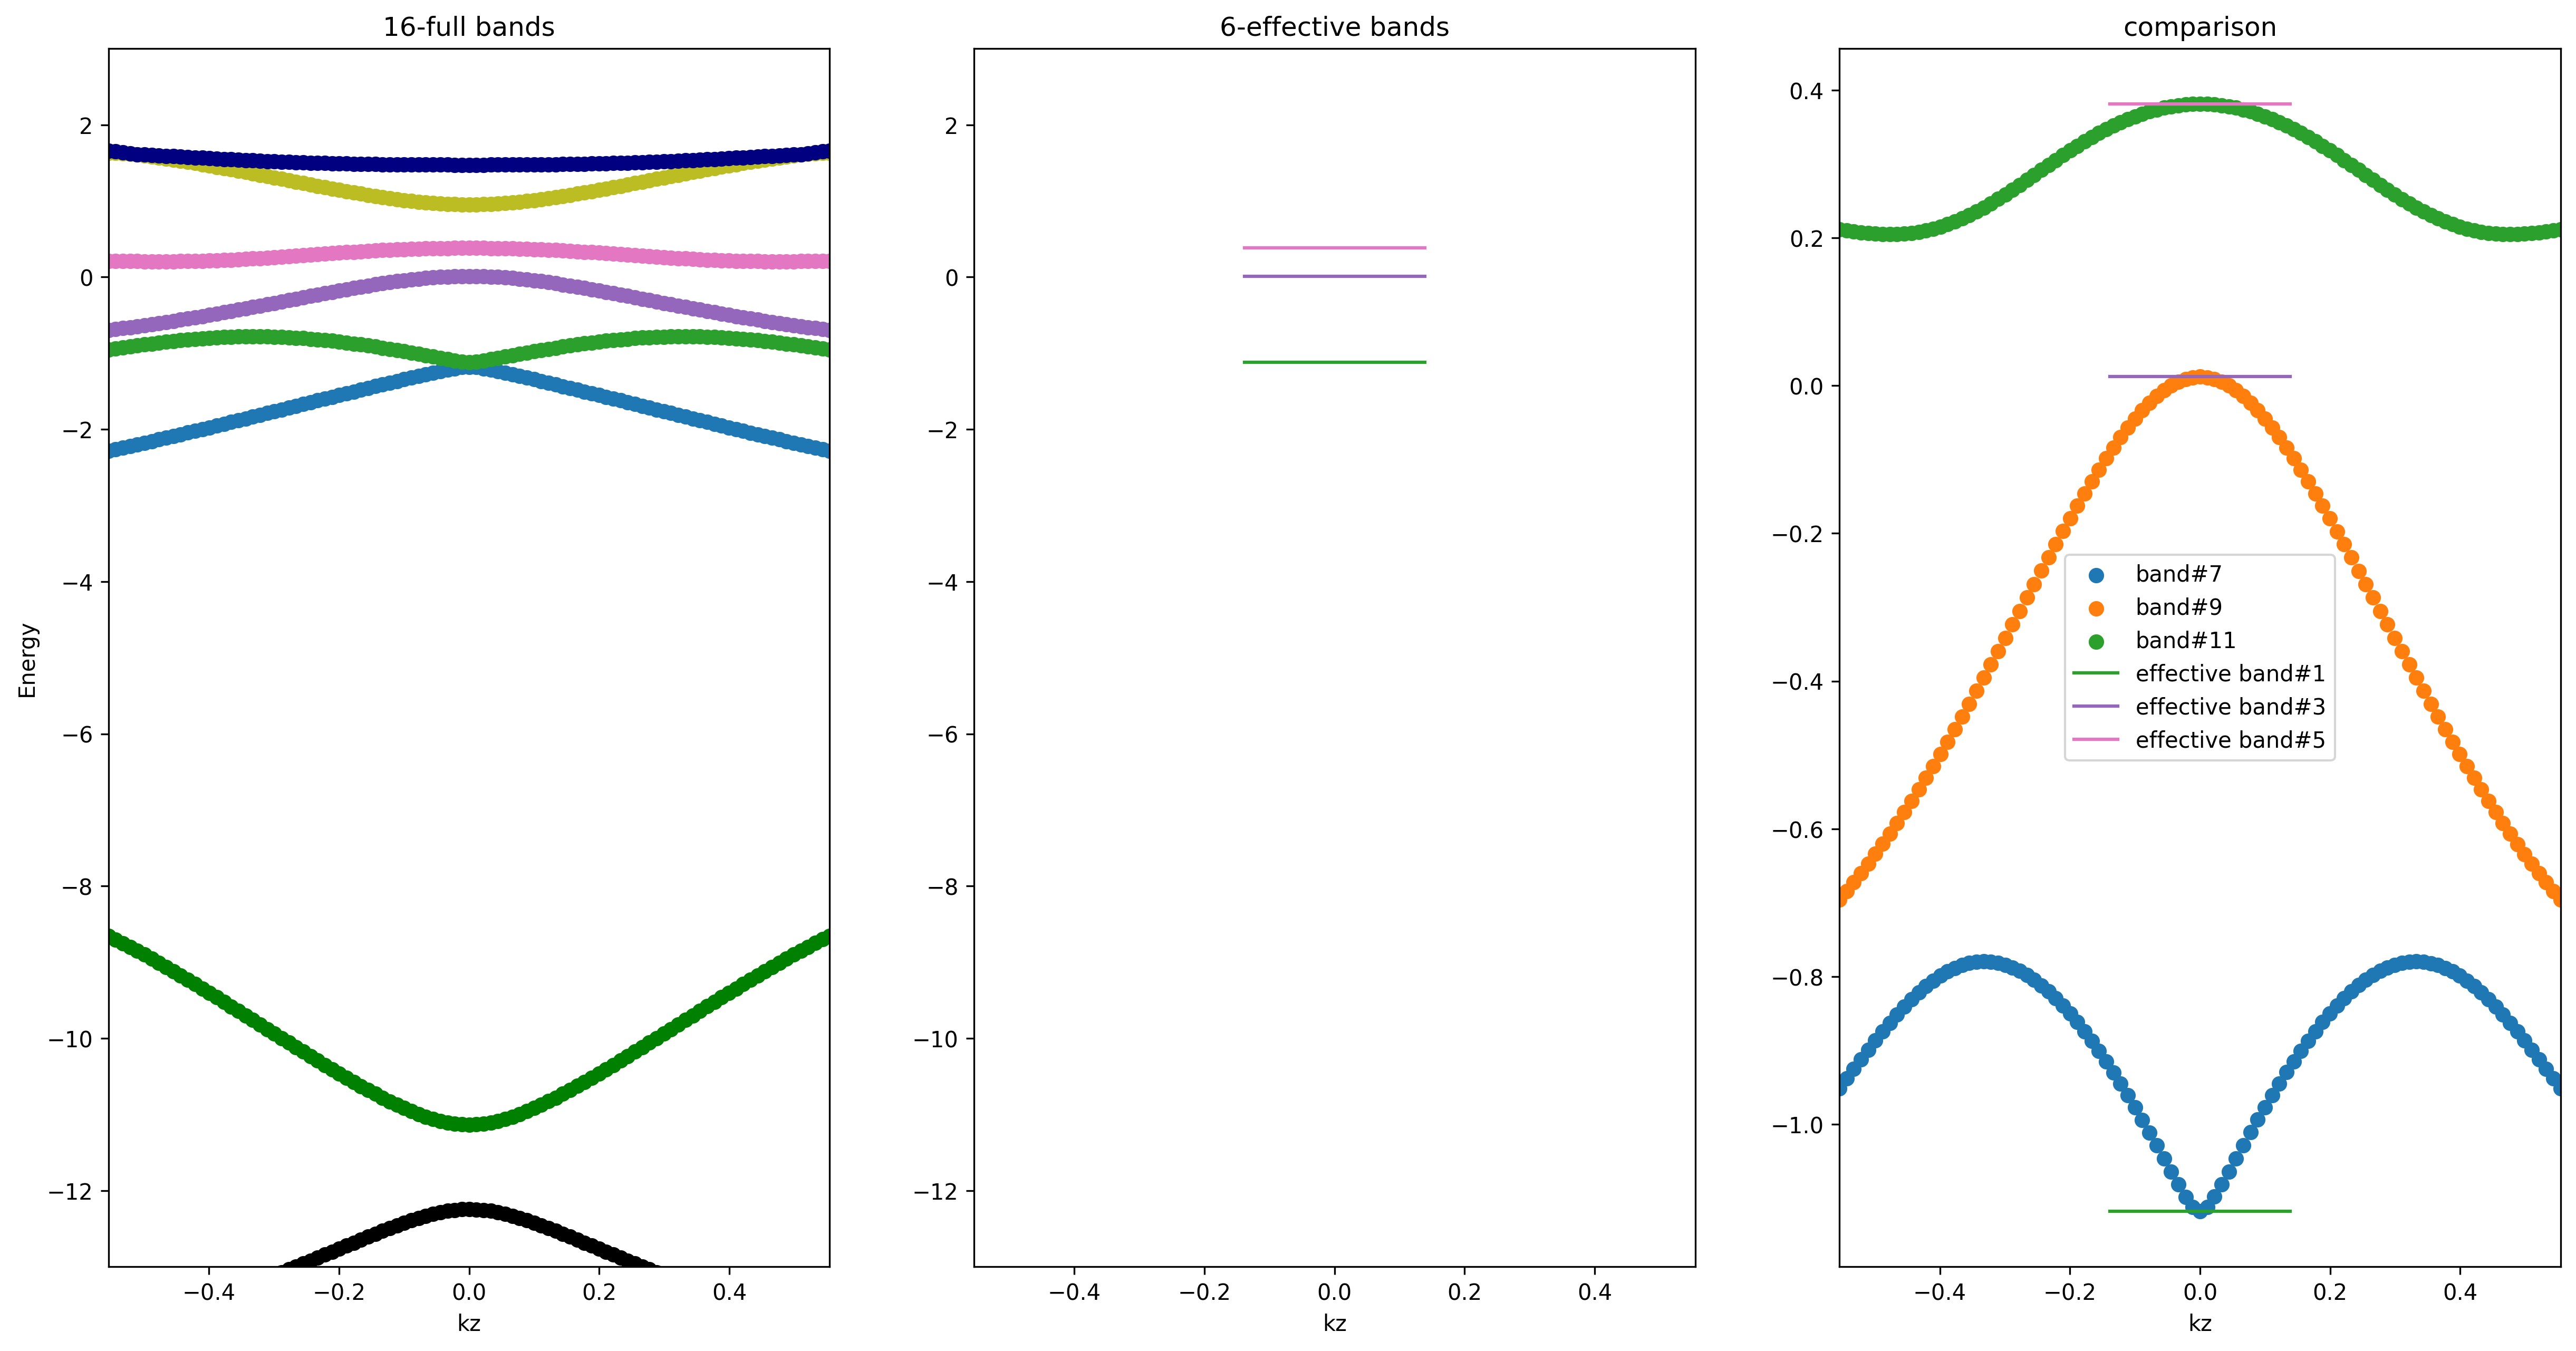 16-full bands
2
0
−2
−4
−6
−8
−10
−12
Energy
−0.4 −0.2 0.0 0.2 0.4
kz
6-effective bands
2
0
−2
−4
−6
−8
−10
−12
−0.4 −0.2 0.0 0.2 0.4
kz
comparison
0.4
0.2
0.0
−0.2
−0.4
−0.6
−0.8
−1.0
band#7
band#9
band#11
effective band#1
effective band#3
effective band#5
−0.4 −0.2 0.0 0.2 0.4
kz